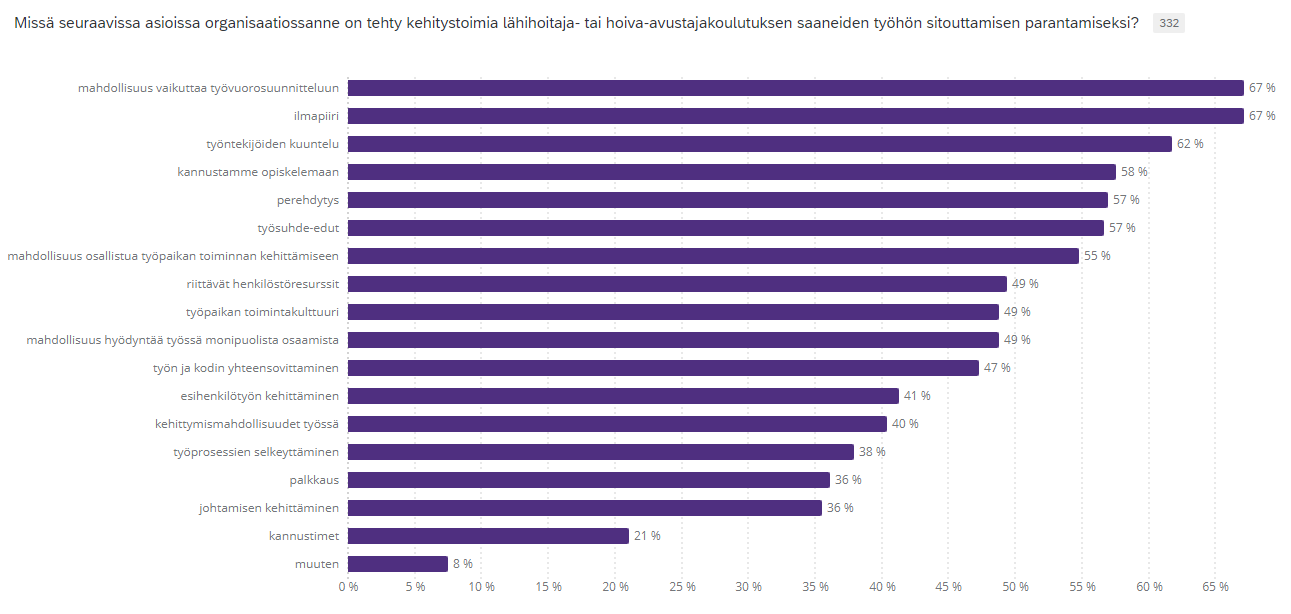 Missä seuraavissa asioissa organisaatiossanne on tehty kehitystoimia lähihoitaja- tai hoiva-avustajakoulutuksen saaneiden työhön sitouttamisen parantamiseksi? 332
mahdollisuus vaikuttaa työvuorosuunnitteluun 67 %
ilmapiiri 67 %
työntekijöiden kuuntelu 62 %
kannustamme opiskelemaan 58 %
perehdytys 57 %
työsuhde-edut 57 %
mahdollisuus osallistua työpaikan toiminnan kehittämiseen 55 %
riittävät henkilöstöresurssit 49 %
työpaikan toimintakulttuuri 49 %
mahdollisuus hyödyntää työssä monipuolista osaamista 49 %
työn ja kodin yhteensovittaminen 47 %
esihenkilötyön kehittäminen 41 %
kehittymismahdollisuudet työssä 40 %
työprosessien selkeyttäminen 38 %
palkkaus 36 %
johtamisen kehittäminen 36 %
kannustimet 21 %
muuten 8 %
0 % 5 % 10 % 15 % 20 % 25 % 30 % 35 % 40 % 45 % 50 % 55 % 60 % 65 %